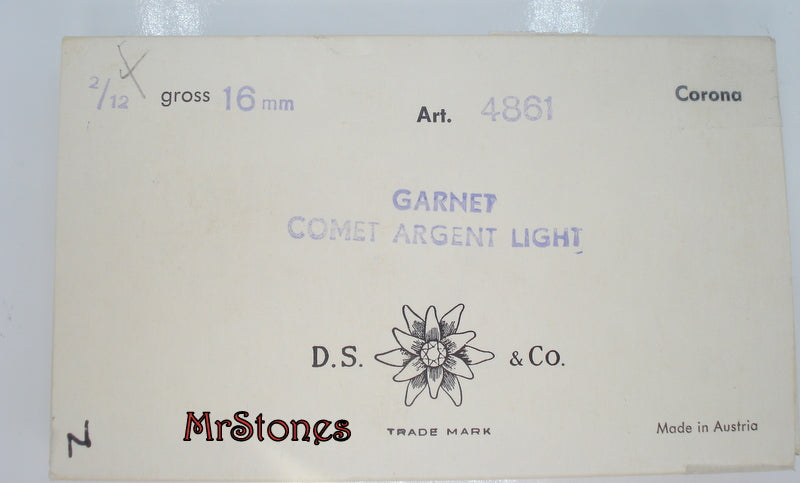 2/12 gross 16 mm Art. 4861 Corona
GARNET
COMET ARGENT LIGHT
D.S. & Co.
TRADE MARK
Made in Austria
MrStones
N